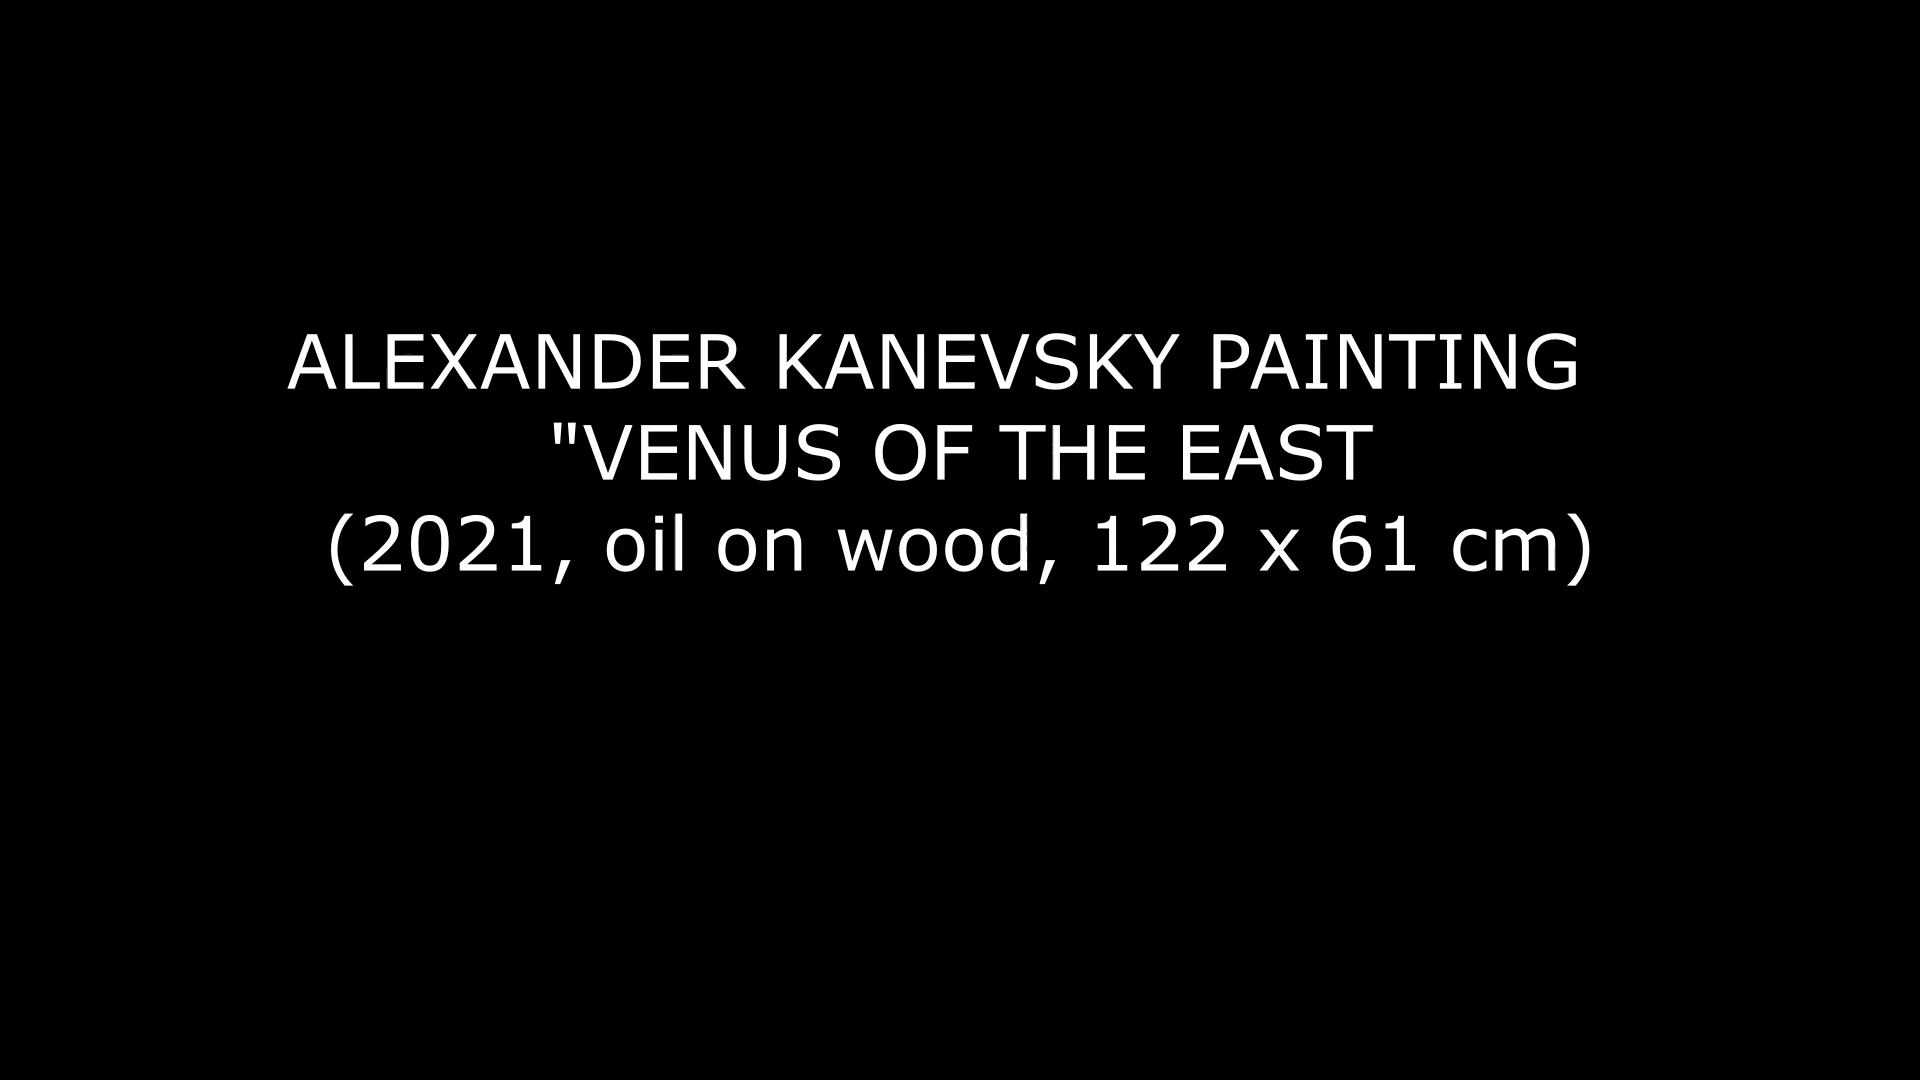 ALEXANDER KANEVSKY PAINTING
"VENUS OF THE EAST
(2021, oil on wood, 122 x 61 cm)